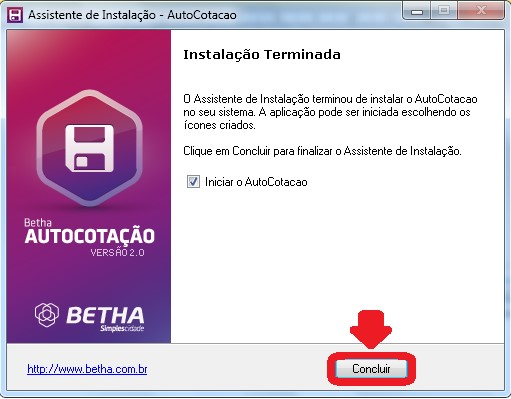 Assistente de Instalação - AutoCotacao
Instalação Terminada
O Assistente de Instalação terminou de instalar o AutoCotacao
no seu sistema. A aplicação pode ser iniciada escolhendo os
ícones criados.
Clique em Concluir para finalizar o Assistente de Instalação.
Iniciar o AutoCotacao
Betha
AUTOCOTAÇÃO
VERSÃO 2.0
BETHA
Simplescidade
http://www.betha.com.br
Concluir